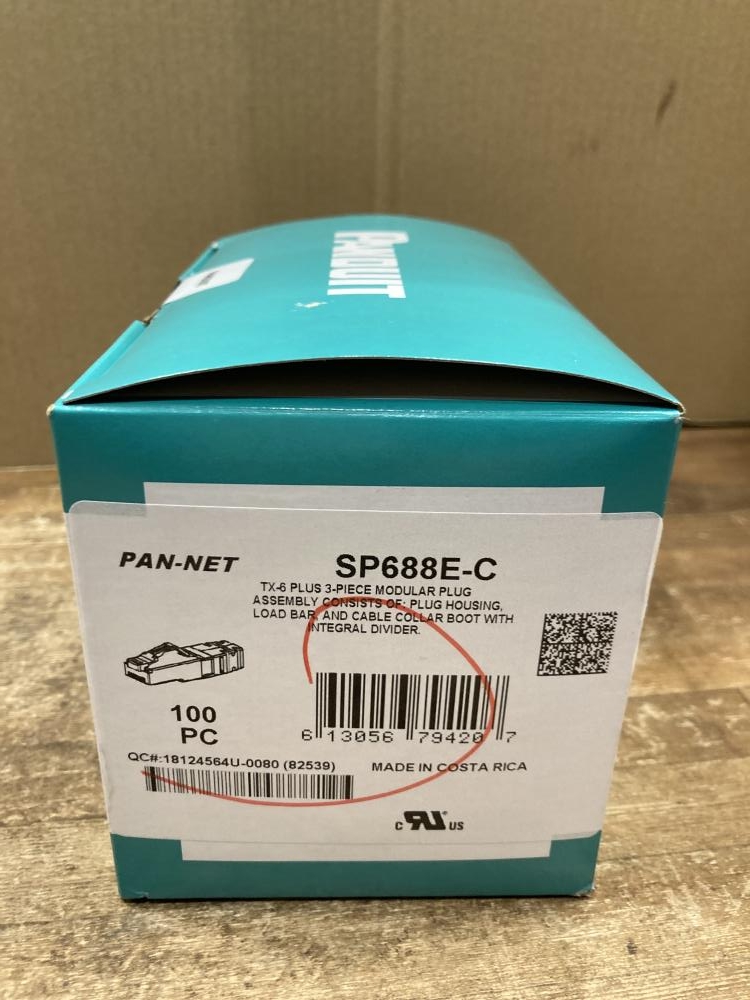 PANDUIT
PAN-NET
SP688E-C
TX-6 PLUS 3-PIECE MODULAR PLUG
ASSEMBLY CONSISTS OF: PLUG HOUSING,
LOAD BAR, AND CABLE COLLAR BOOT WITH
INTEGRAL DIVIDER.
100
PC
6 13056 79420 7
QC#:18124564U-0080 (82539)
MADE IN COSTA RICA
c RU US